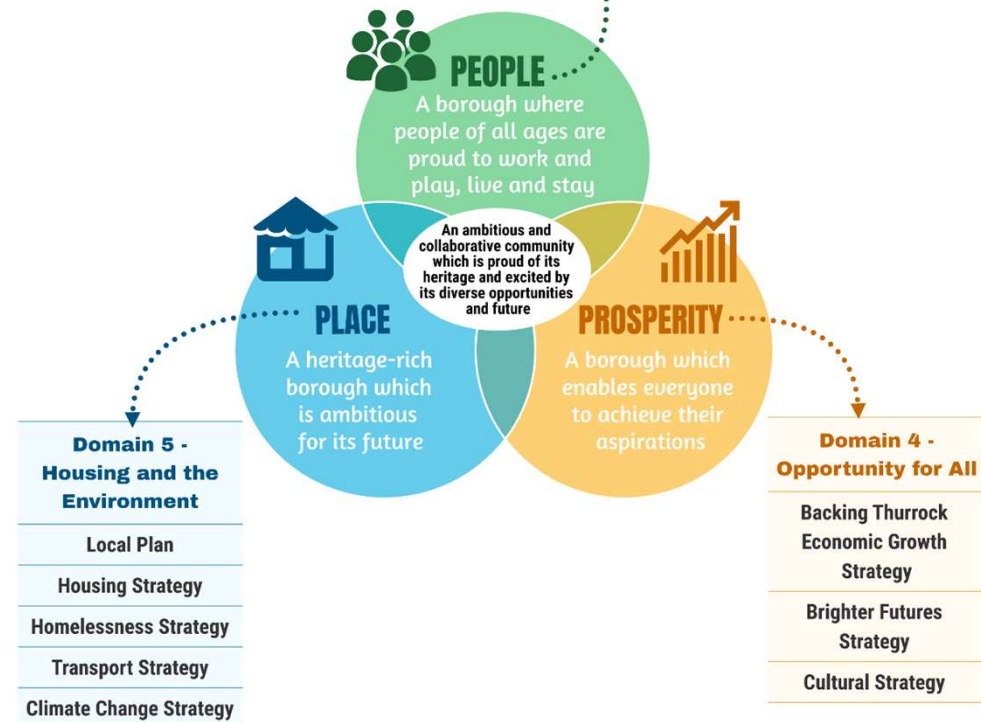 PEOPLE
A borough where
people of all ages are
proud to work and
play, live and stay
An ambitious and
collaborative community
which is proud of its
heritage and excited by
its diverse opportunities
and future
PLACE
A heritage-rich
borough which
is ambitious
for its future
PROSPERITY
A borough which
enables everyone
to achieve their
aspirations
Domain 5 -
Housing and the
Environment
Local Plan
Housing Strategy
Homelessness Strategy
Transport Strategy
Climate Change Strategy
Domain 4 -
Opportunity for All
Backing Thurrock
Economic Growth
Strategy
Brighter Futures
Strategy
Cultural Strategy